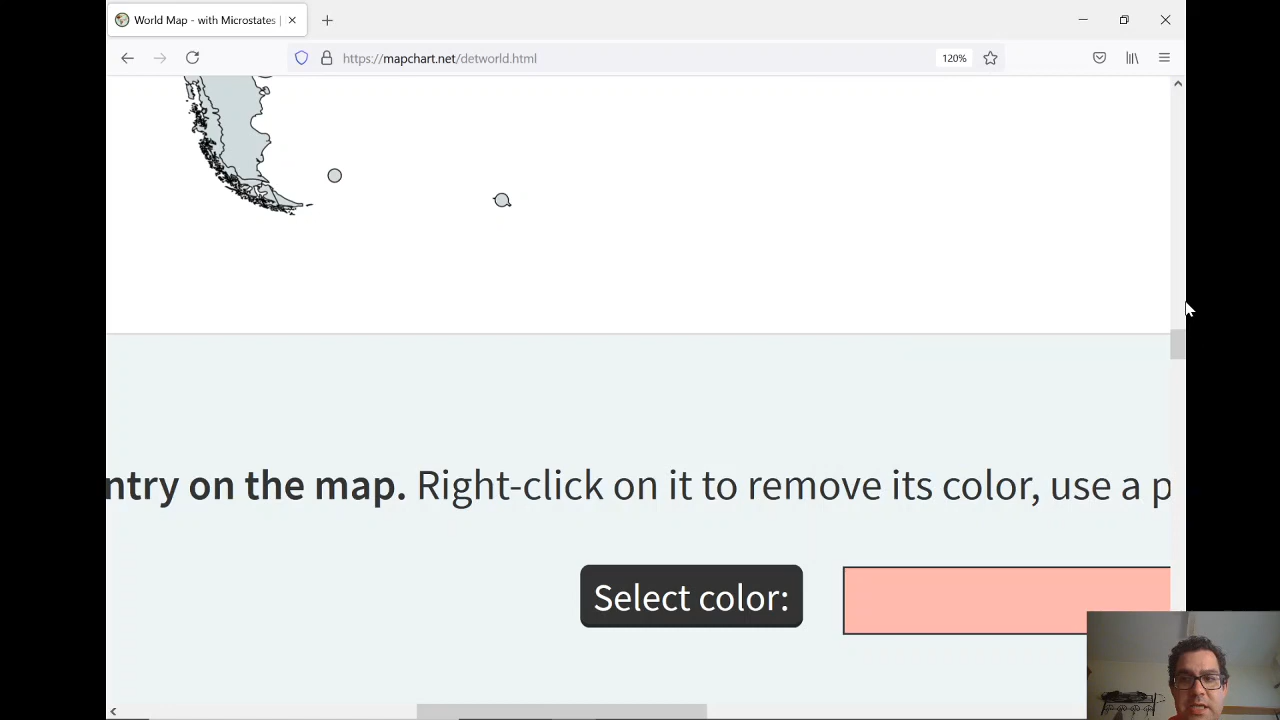 World Map - with Microstates |
https://mapchart.net/detworld.html
120%
ntry on the map. Right-click on it to remove its color, use a p
Select color: